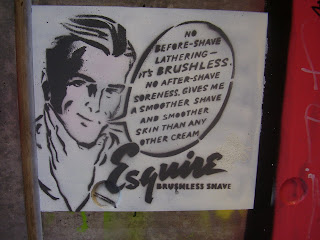 NO
BEFORE-SHAVE
LATHERING—
IT'S BRUSHLESS.
NO AFTER-SHAVE
SORENESS. GIVES ME
A SMOOTHER SHAVE
AND SMOOTHER
SKIN THAN ANY
OTHER CREAM
Esquire
BRUSHLESS SHAVE